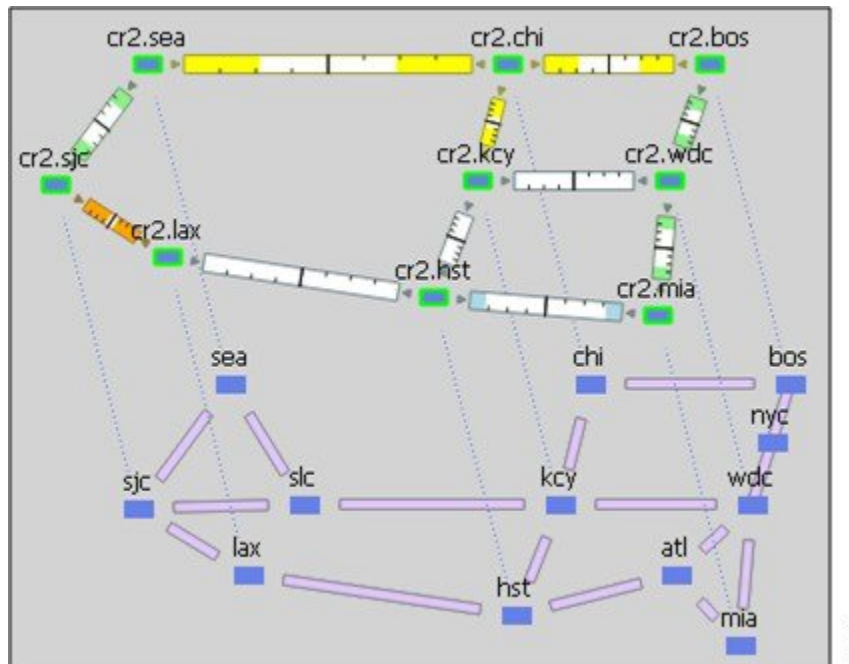 cr2.sea
cr2.chi
cr2.bos
cr2.sjc
cr2.kcy
cr2.wdc
cr2.lax
cr2.hst
cr2.mia
sea
chi
bos
nyc
sjc
slc
kcy
wdc
lax
atl
hst
mia